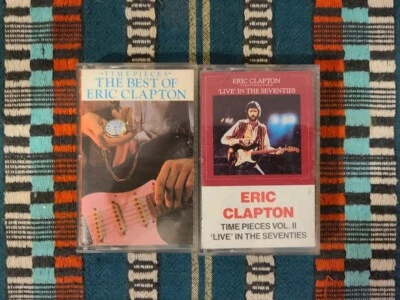 TIMEPIECES
THE BEST OF
ERIC CLAPTON
ERIC CLAPTON
'LIVE' IN THE SEVENTIES
ERIC
CLAPTON
TIME PIECES VOL. II
'LIVE' IN THE SEVENTIES